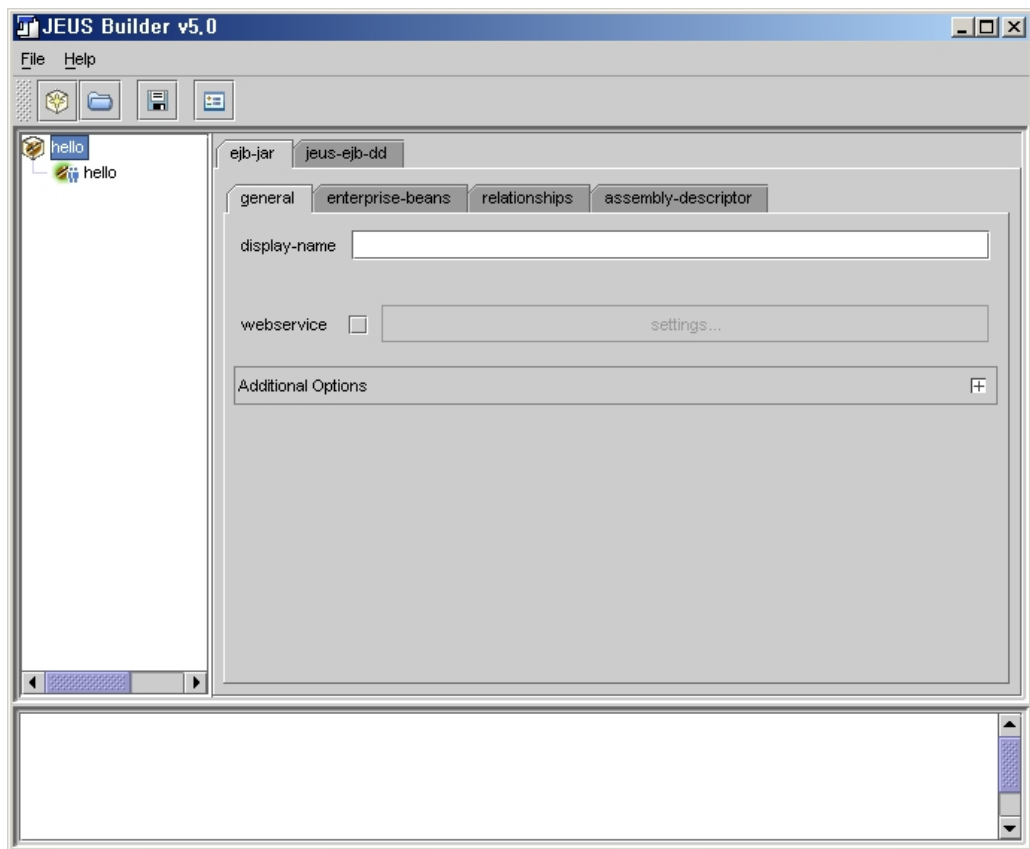 JEUS Builder v5.0
File Help
hello
hello
ejb-jar jeus-ejb-dd
general enterprise-beans relationships assembly-descriptor
display-name
webservice settings...
Additional Options